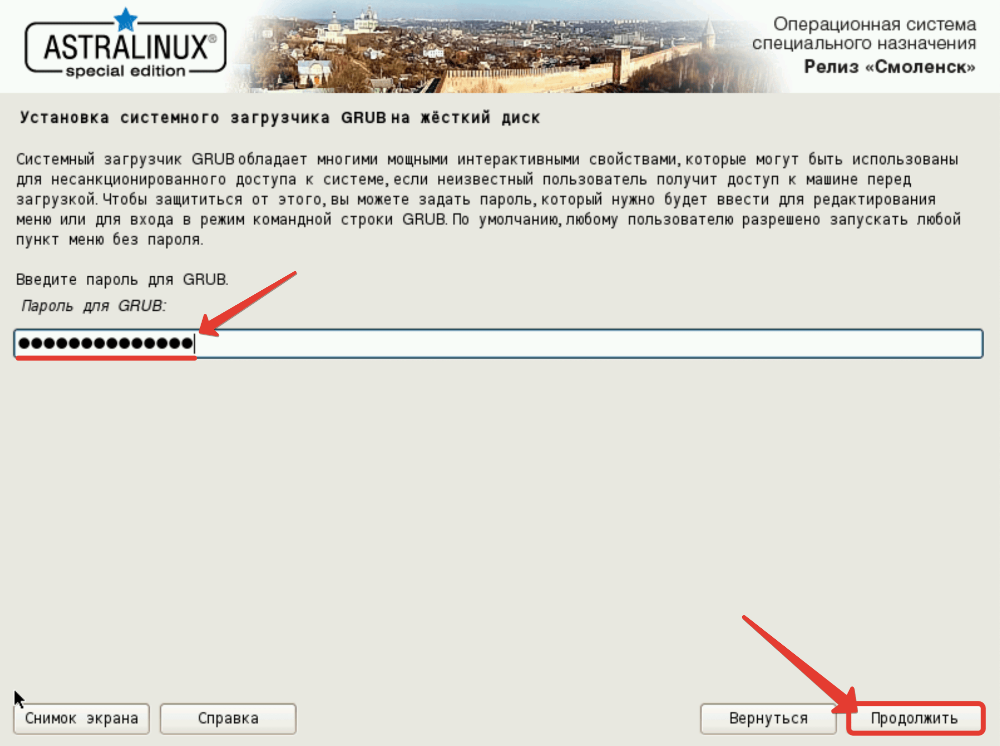 ASTRALINUX®
special edition
Операционная система
специального назначения
Релиз «Смоленск»
Установка системного загрузчика GRUB на жёсткий диск
Системный загрузчик GRUB обладает многими мощными интерактивными свойствами, которые могут быть использованы
для несанкционированного доступа к системе, если неизвестный пользователь получит доступ к машине перед
загрузкой. Чтобы защититься от этого, вы можете задать пароль, который нужно будет ввести для редактирования
меню или для входа в режим командной строки GRUB. По умолчанию, любому пользователю разрешено запускать любой
пункт меню без пароля.
Введите пароль для GRUB.
Пароль для GRUB:
●●●●●●●●●●●●●●
Снимок экрана
Справка
Вернуться
Продолжить